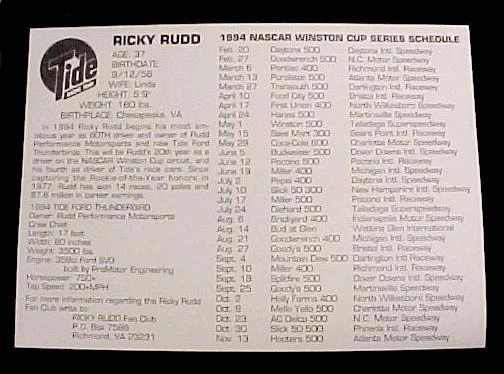 Tide
RICKY RUDD
AGE: 37
BIRTHDATE
9/12/56
WIFE: Linda
HEIGHT: 5'9"
WEIGHT: 160 lbs.
BIRTHPLACE: Chesapeake, VA
In 1994 Ricky Rudd begins his most am-
bitious year as BOTH driver and owner of Rudd
Performance Motorsports and new Tide Ford
Thunderbirds. This will be Rudd's 20th year as a
driver on the NASCAR Winston Cup circuit, and
his fourth as driver of Tide's race cars. Since
capturing the Rookie-of-the-Year honors in
1977, Rudd has won 14 races, 20 poles and
$7.6 million in career earnings.
1994 TIDE FORD THUNDERBIRD
Owner: Rudd Performance Motorsports
Crew Chief
Length: 17 feet
Width: 60 inches
Weight: 3500 lbs.
Engine: 358ci Ford SVO
built by ProMotor Engineering
Horsepower: 750+
Top Speed: 200+MPH
For more information regarding the Ricky Rudd
Fan Club write to:
RICKY RUDD Fan Club
P.O. Box 7586
Richmond, VA 23231
1994 NASCAR WINSTON CUP SERIES SCHEDULE
Feb. 20 Daytona 500 Daytona Intl. Speedway
Feb. 27 Goodwrench 500 N.C. Motor Speedway
March 6 Pontiac 400 Richmond Intl. Raceway
March 13 Purolator 500 Atlanta Motor Speedway
March 27 Transouth 500 Darlington Intl. Raceway
April 10 Food City 500 Bristol Intl. Raceway
April 17 First Union 400 North Wilkesboro Speedway
April 24 Hanes 500 Martinsville Speedway
May 1 Winston 500 Talladega Superspeedway
May 15 Save Mart 300 Sears Point Intl. Raceway
May 29 Coca-Cola 600 Charlotte Motor Speedway
June 5 Budweiser 500 Dover Downs Intl. Speedway
June 12 Pocono 500 Pocono Intl. Raceway
June 19 Miller 400 Michigan Intl. Speedway
July 2 Pepsi 400 Daytona Intl. Speedway
July 10 Slick 50 300 New Hampshire Intl. Speedway
July 17 Miller 500 Pocono Intl. Raceway
July 24 Diehard 500 Talladega Superspeedway
Aug. 6 Brickyard 400 Indianapolis Motor Speedway
Aug. 14 Bud at Glen Watkins Glen International
Aug. 21 Goodwrench 400 Michigan Intl. Speedway
Aug. 27 Goody's 500 Bristol Intl. Raceway
Sept. 4 Mountain Dew 500 Darlington Intl. Raceway
Sept. 10 Miller 400 Richmond Intl. Raceway
Sept. 18 Splitfire 500 Dover Downs Intl. Speedway
Sept. 25 Goody's 500 Martinsville Speedway
Oct. 2 Holly Farms 400 North Wilkesboro Speedway
Oct. 9 Mello Yello 500 Charlotte Motor Speedway
Oct. 23 AC Delco 500 N.C. Motor Speedway
Oct. 30 Slick 50 500 Phoenix Intl. Raceway
Nov. 13 Hooters 500 Atlanta Motor Speedway